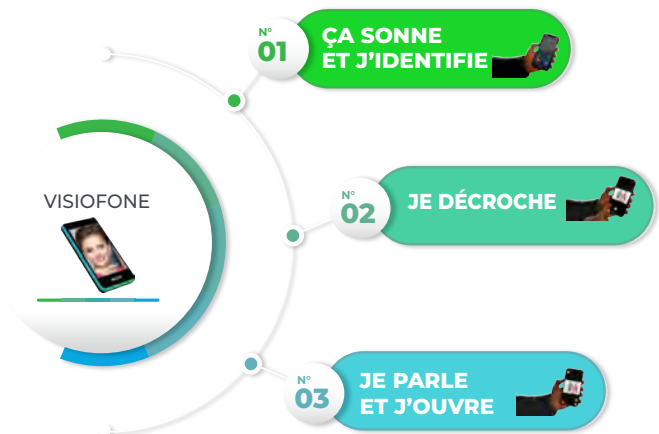 VISIOFONE
N°
01
ÇA SONNE
ET J'IDENTIFIE
N°
02
JE DÉCROCHE
N°
03
JE PARLE
ET J'OUVRE